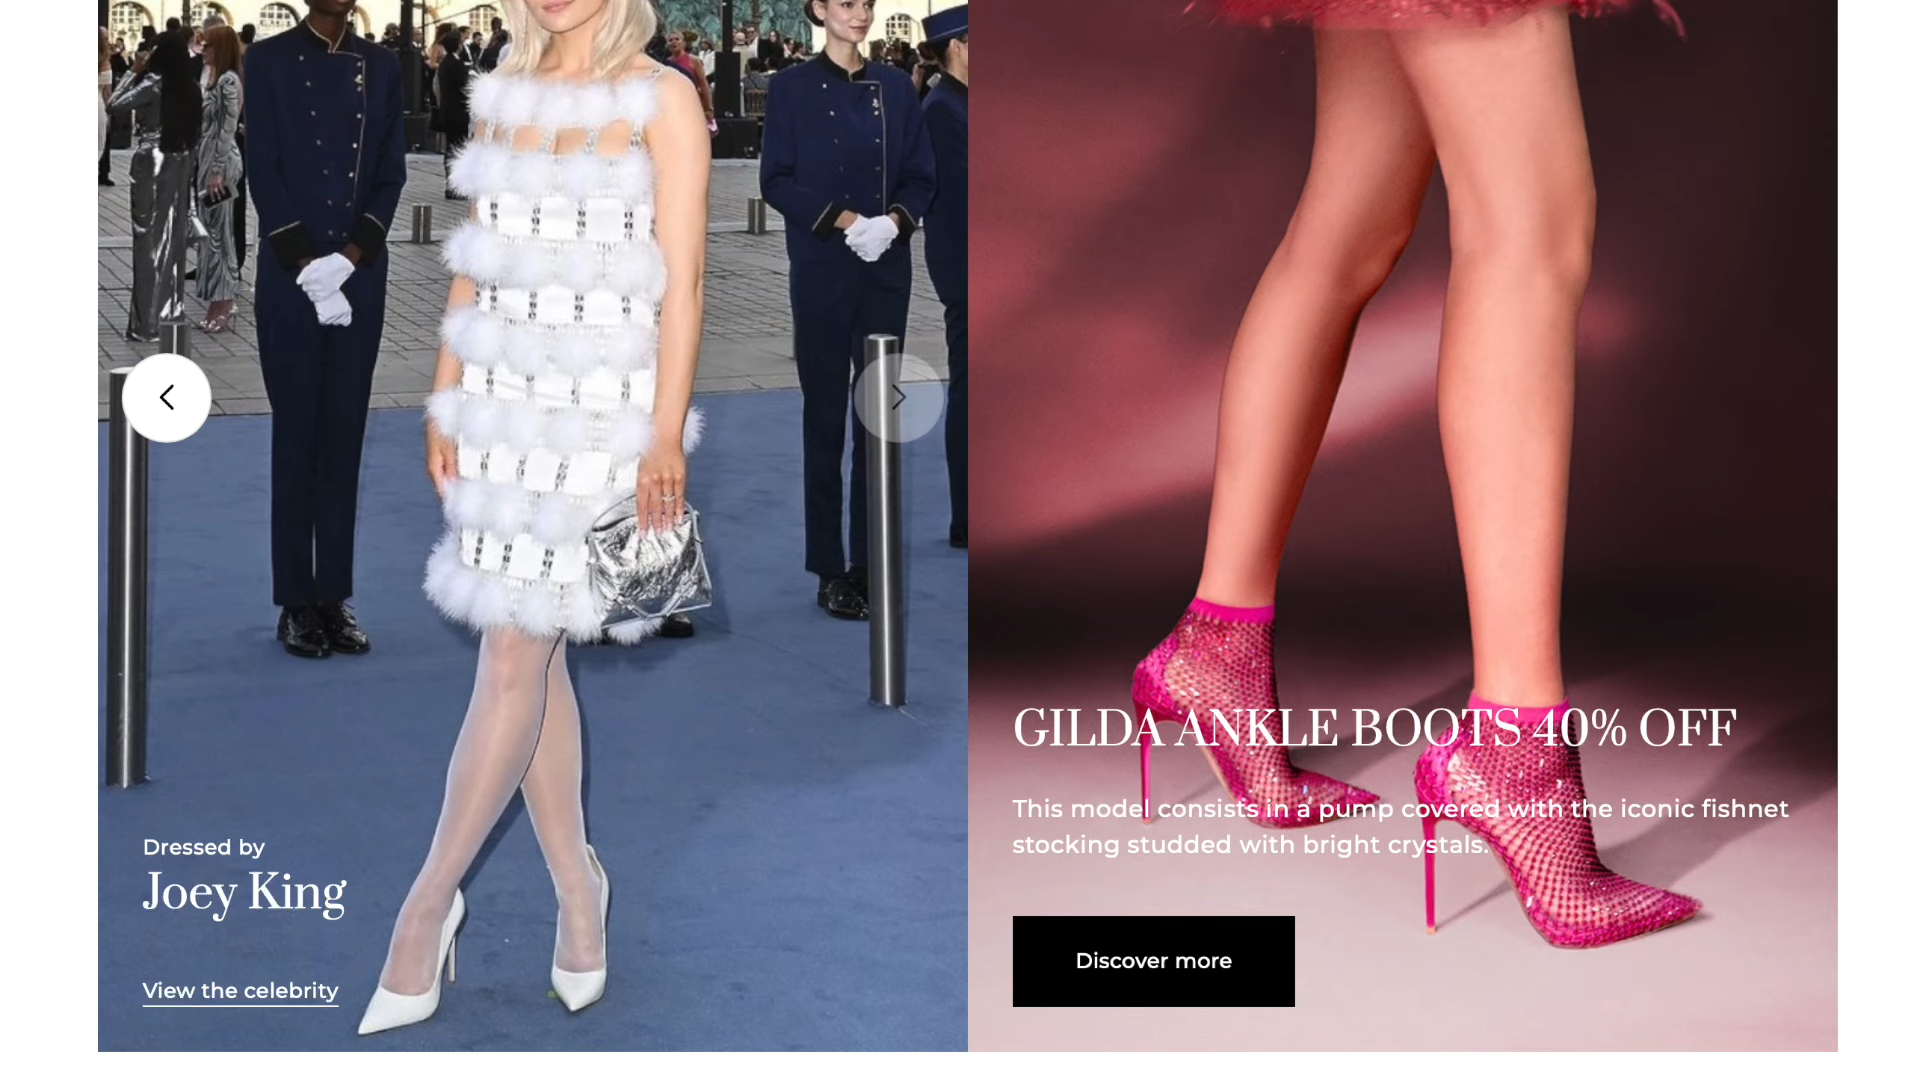 Dressed by
Joey King
View the celebrity
GILDA ANKLE BOOTS 40% OFF
This model consists in a pump covered with the iconic fishnet
stocking studded with bright crystals.
Discover more